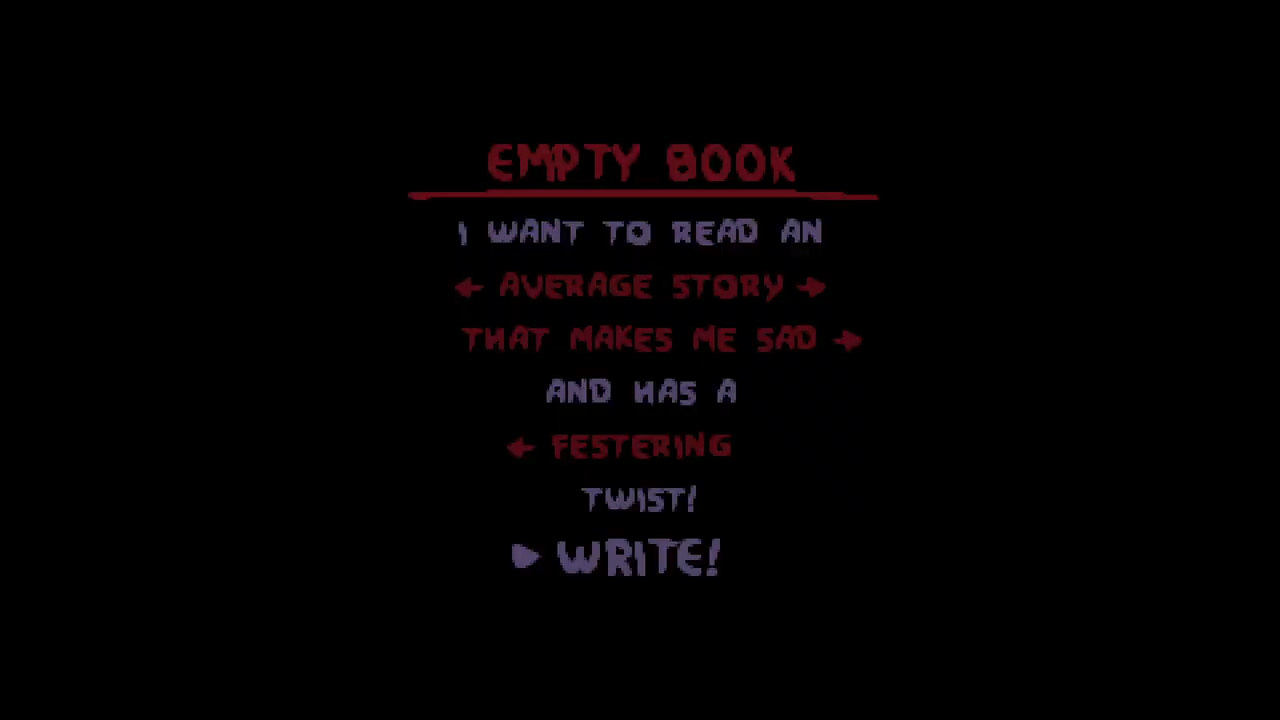 EMPTY BOOK
I WANT TO READ AN
← AVERAGE STORY →
THAT MAKES ME SAD →
AND HAS A
← FESTERING
TWIST!
▶ WRITE!